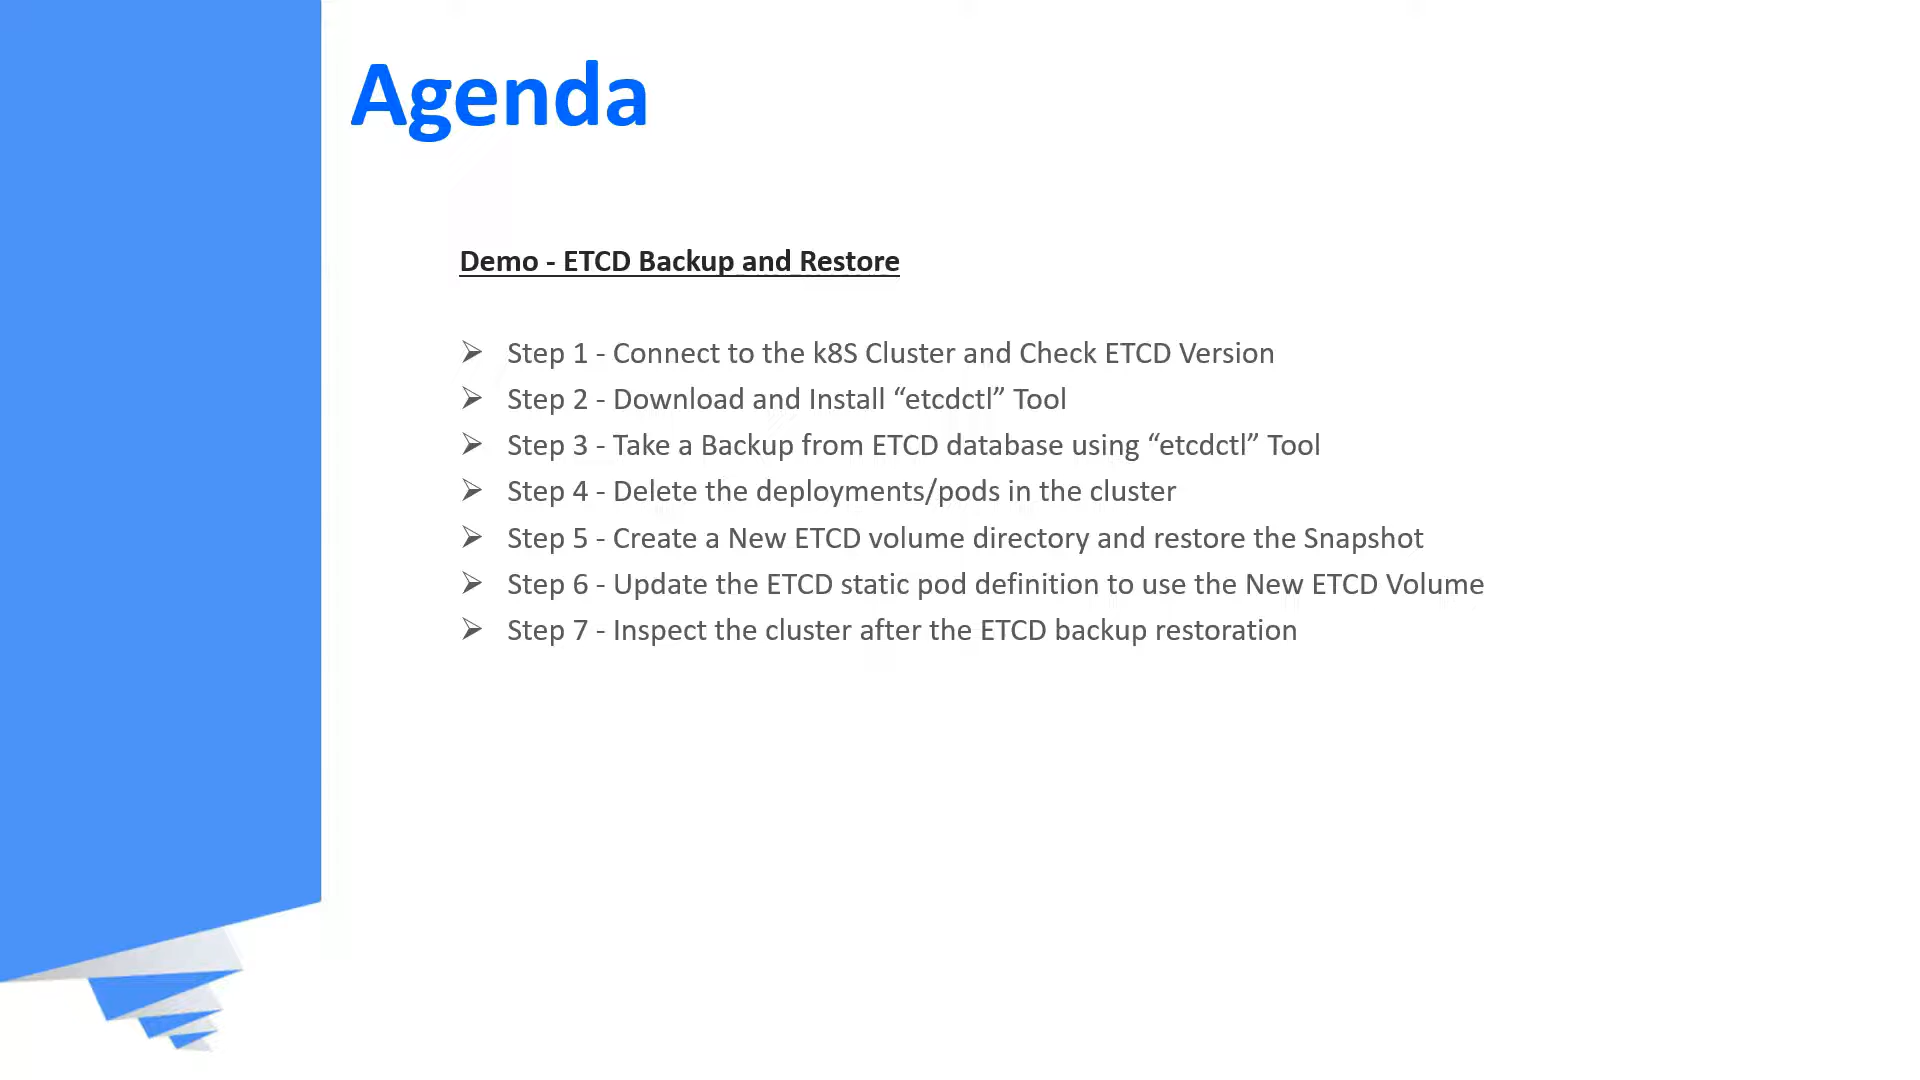 Agenda
Demo - ETCD Backup and Restore
Step 1 - Connect to the k8S Cluster and Check ETCD Version
Step 2 - Download and Install “etcdctl” Tool
Step 3 - Take a Backup from ETCD database using “etcdctl” Tool
Step 4 - Delete the deployments/pods in the cluster
Step 5 - Create a New ETCD volume directory and restore the Snapshot
Step 6 - Update the ETCD static pod definition to use the New ETCD Volume
Step 7 - Inspect the cluster after the ETCD backup restoration